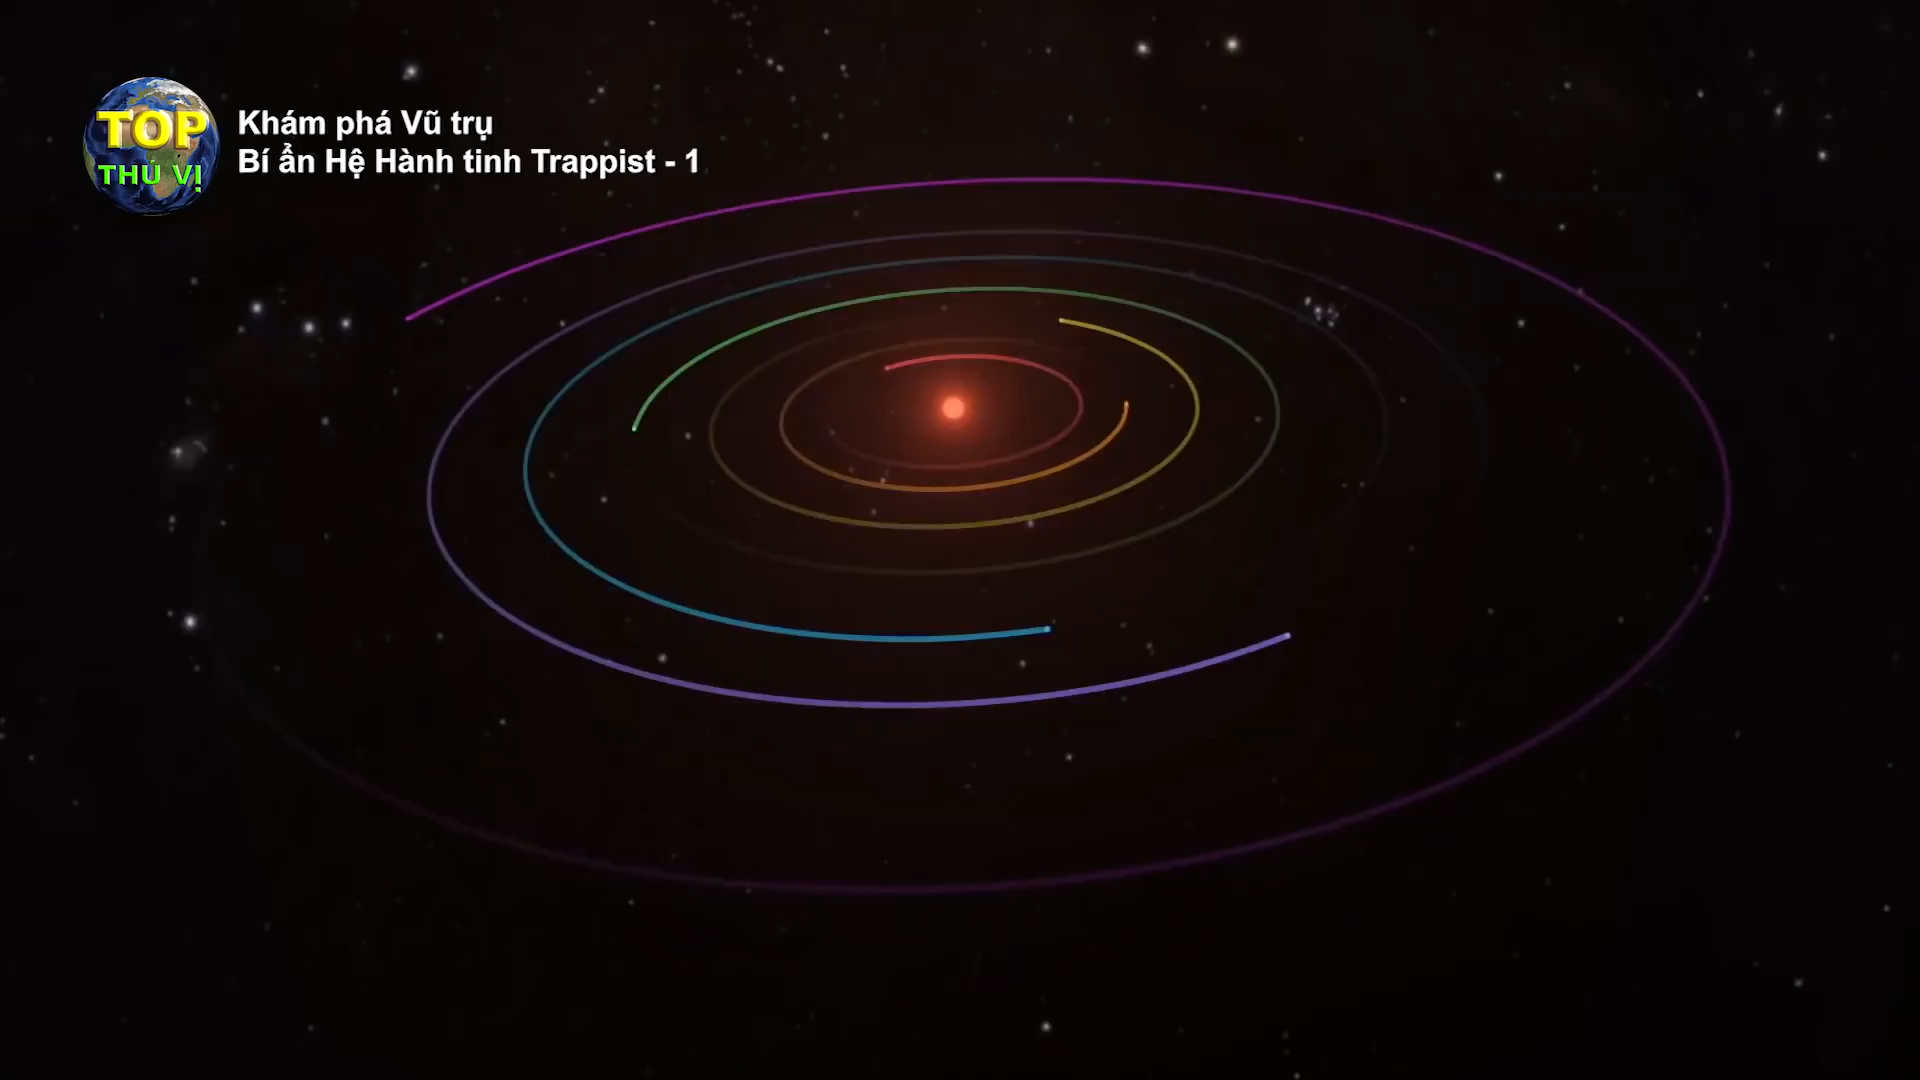 TOP
THÚ VỊ
Khám phá Vũ trụ
Bí ẩn Hệ Hành tinh Trappist - 1